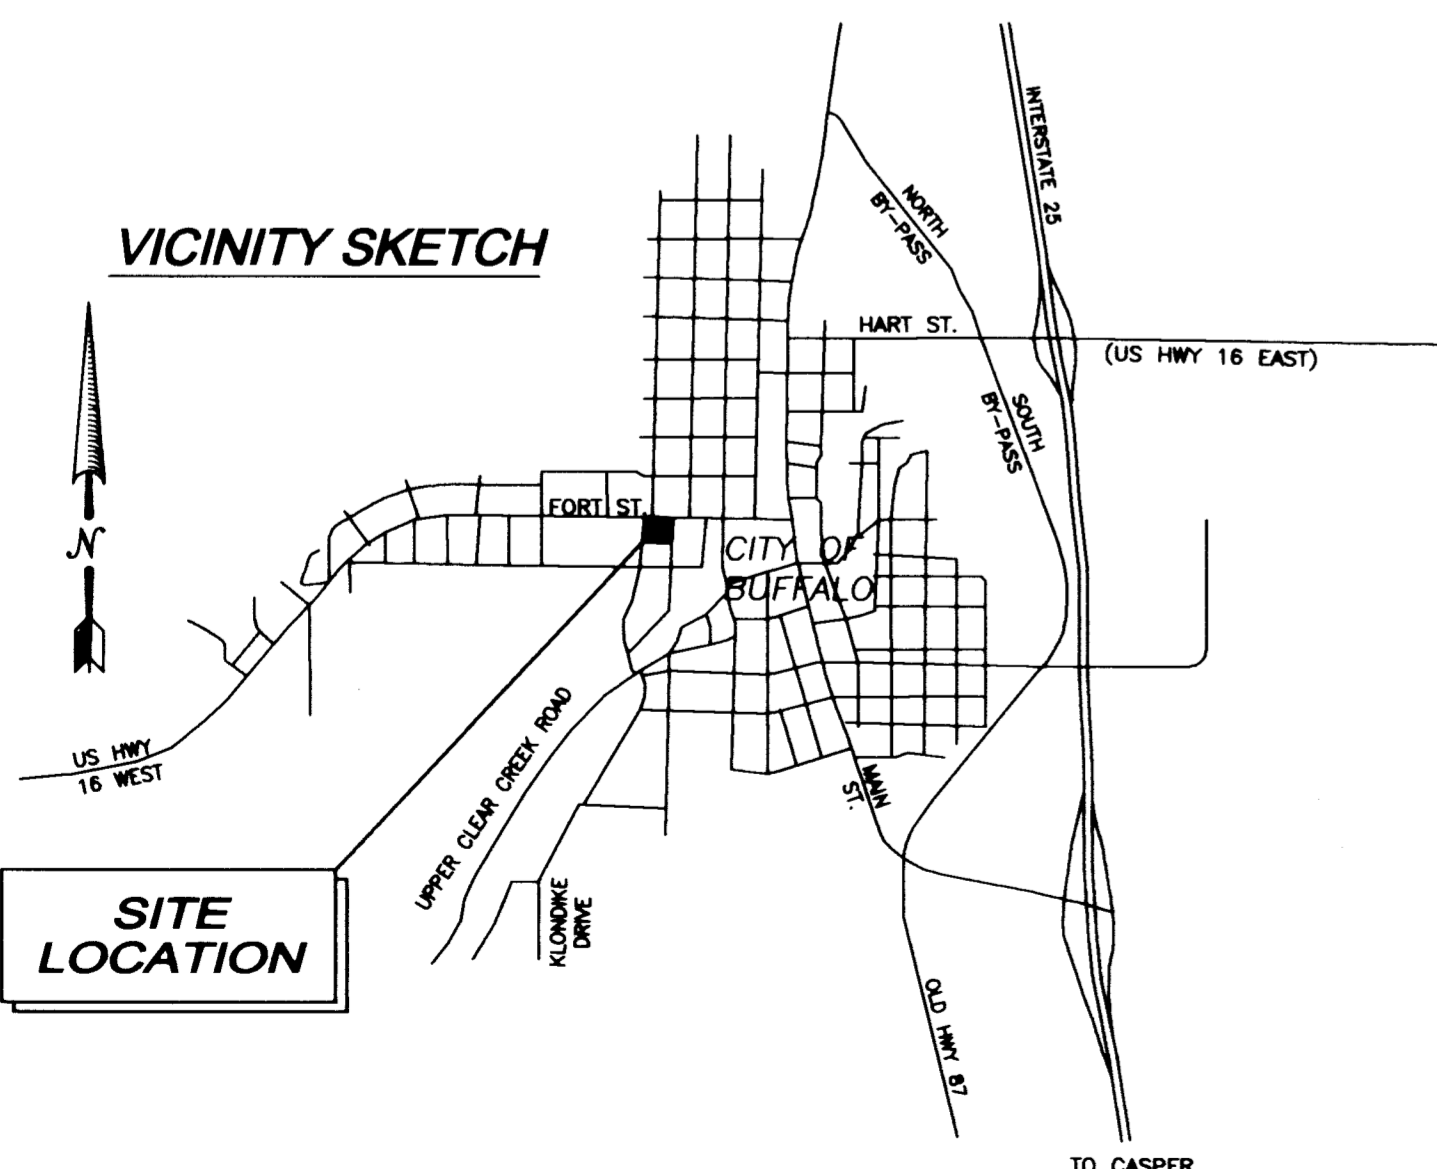 INTERSTATE 25
NORTH
BY-PASS
VICINITY SKETCH
HART ST.
(US HWY 16 EAST)
SOUTH
BY-PASS
FORT ST.
N
CITY OF
BUFFALO
US HWY
16 WEST
UPPER CLEAR CREEK ROAD
MAIN
ST.
SITE
LOCATION
KLONDIKE
DRIVE
OLD HWY 87
TO CASPER